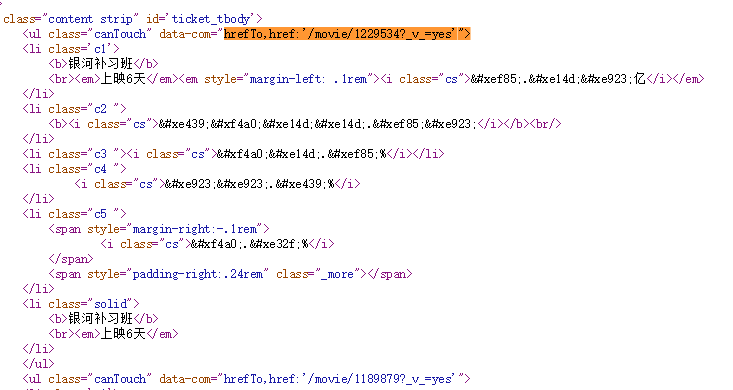 class="content strip" id='ticket_tbody'>
<ul class="canTouch" data-com="hrefTo,href:'/movie/1229534?_v_=yes'">
<li class='c1'>
<b>银河补习班</b>
<br><em>上映6天</em><em style="margin-left: .1rem"><i class="cs">&#xef85;.&#xe14d;&#xe923;亿</i></em>
</li>
<li class="c2 ">
<b><i class="cs">&#xe439;&#xf4a0;&#xe14d;&#xe14d;.&#xef85;&#xe923;</i></b><br/>
</li>
<li class="c3 "><i class="cs">&#xf4a0;&#xe14d;.&#xef85;%</i></li>
<li class="c4 ">
<i class="cs">&#xe923;&#xe923;.&#xe439;%</i>
</li>
<li class="c5 ">
<span style="margin-right:-.1rem">
<i class="cs">&#xf4a0;.&#xe32f;%</i>
</span>
<span style="padding-right:.24rem" class="_more"></span>
</li>
<li class="solid">
<b>银河补习班</b>
<br><em>上映6天</em>
</li>
</ul>
<ul class="canTouch" data-com="hrefTo,href:'/movie/1189879?_v_=yes'">